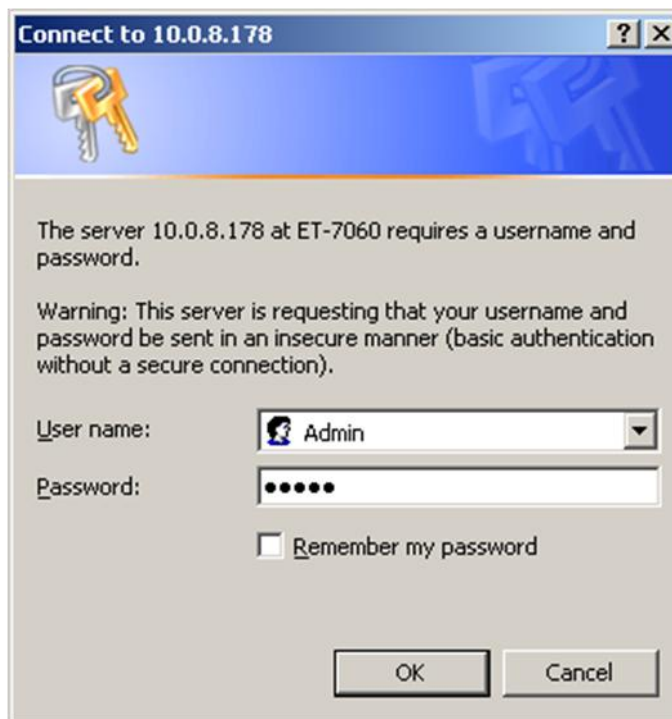 Connect to 10.0.8.178
The server 10.0.8.178 at ET-7060 requires a username and
password.
Warning: This server is requesting that your username and
password be sent in an insecure manner (basic authentication
without a secure connection).
User name:
Admin
Password:
●●●●●
Remember my password
OK
Cancel